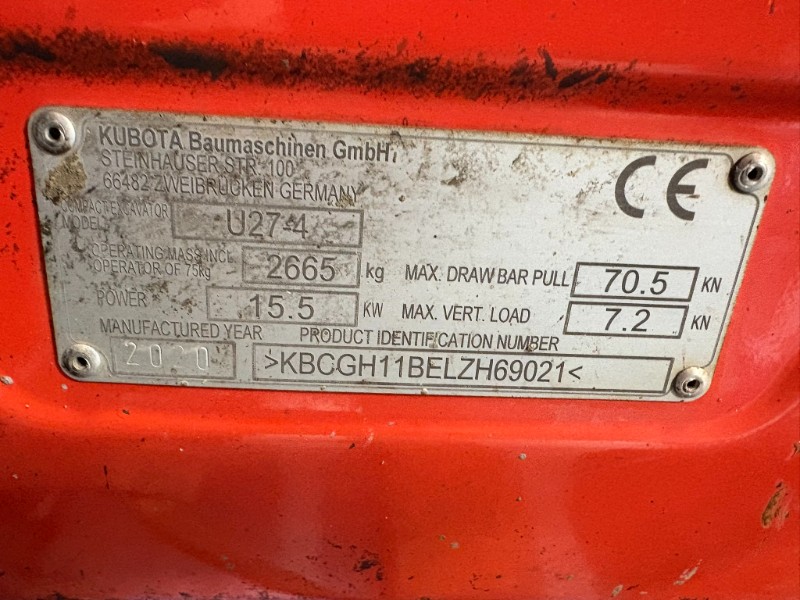 KUBOTA Baumaschinen GmbH,
STEINHAUSER STR. 100
66482 ZWEIBRÜCKEN GERMANY
COMPACT EXCAVATOR
MODEL U27-4
OPERATING MASS INCL.
OPERATOR OF 75kg 2665 kg MAX. DRAW BAR PULL 70.5 KN
POWER 15.5 KW MAX. VERT. LOAD 7.2 KN
MANUFACTURED YEAR PRODUCT IDENTIFICATION NUMBER
2020 >KBCGH11BELZH69021<
CE